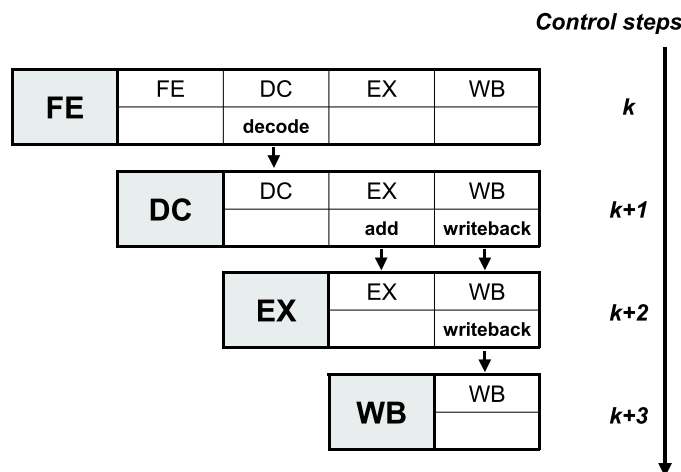 Control steps
FE FE DC EX WB k
decode
DC DC EX WB k+1
add writeback
EX EX WB k+2
writeback
WB WB k+3